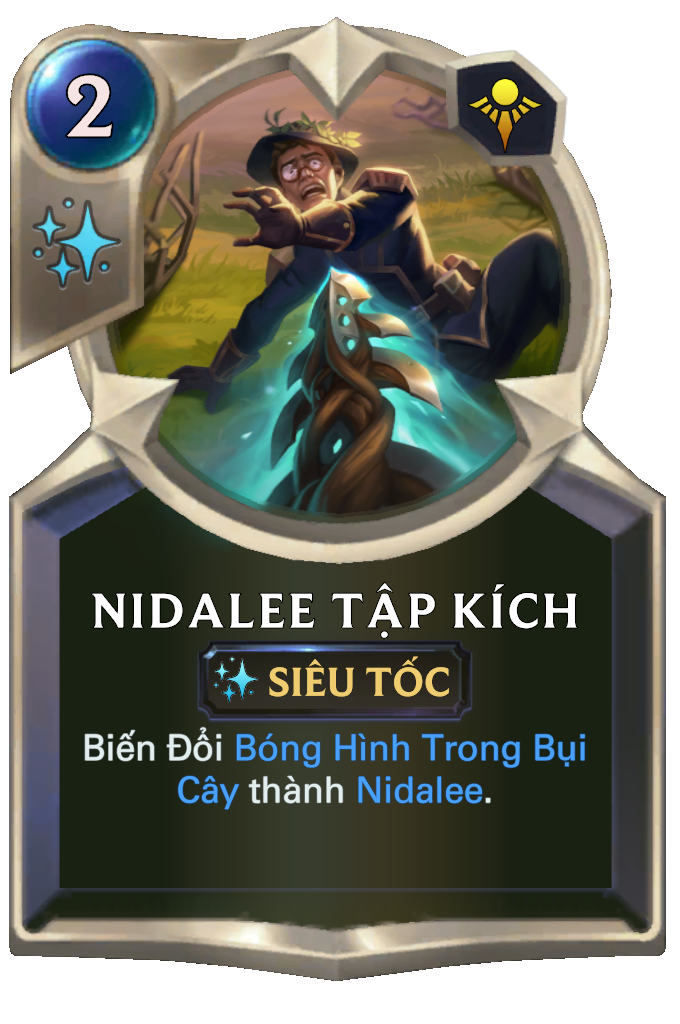 2
NIDALEE TẬP KÍCH
SIÊU TỐC
Biến Đổi Bóng Hình Trong Bụi
Cây thành Nidalee.